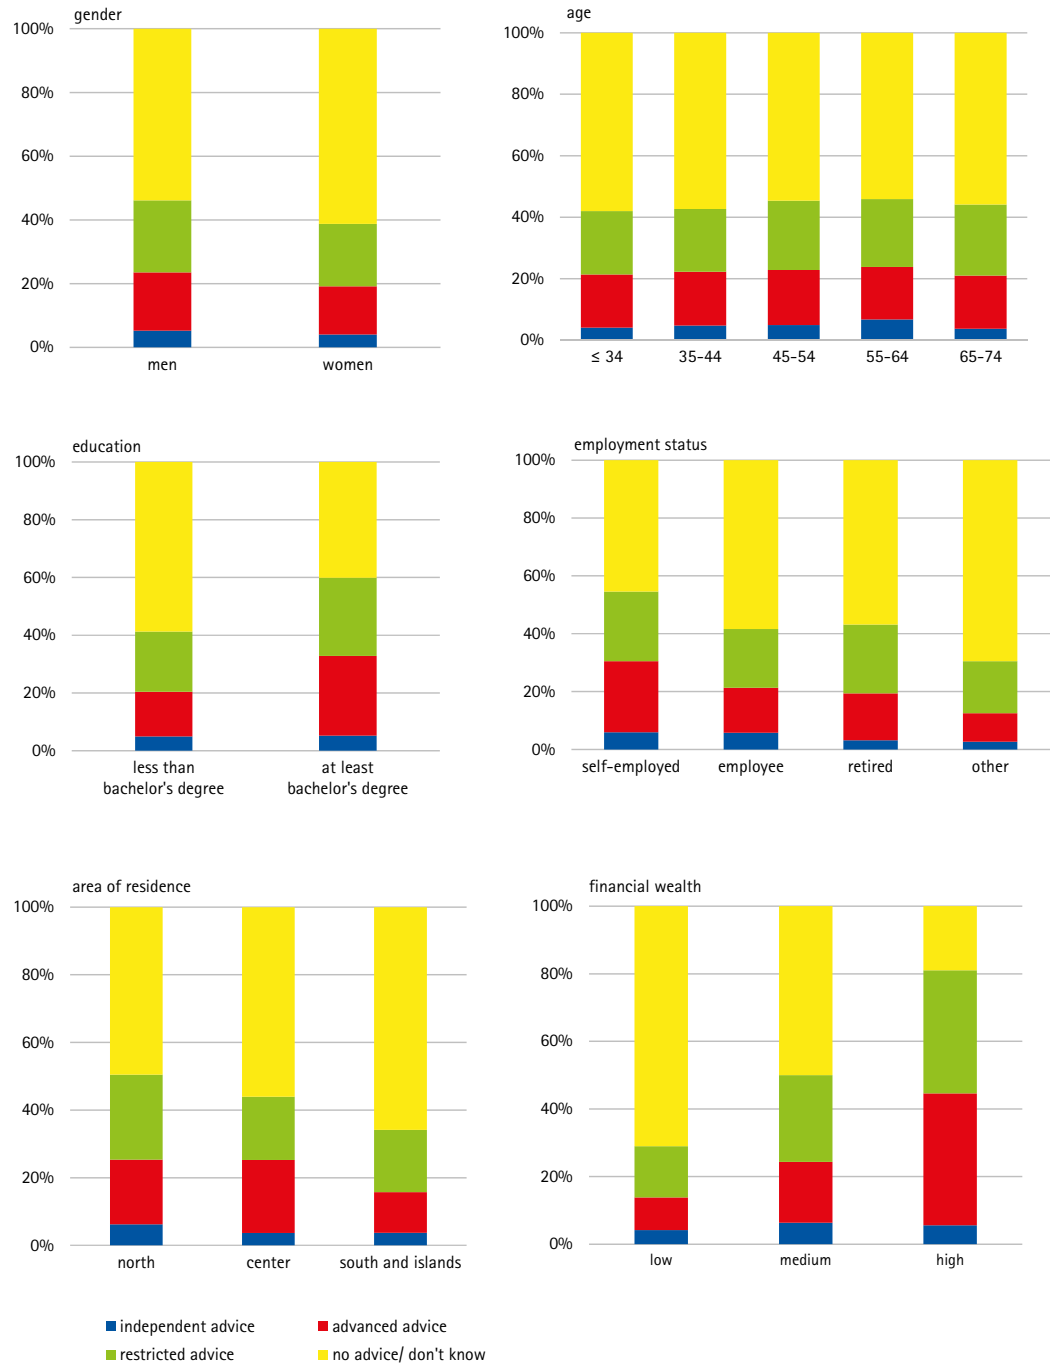 gender
100%
80%
60%
40%
20%
0%
men women
age
100%
80%
60%
40%
20%
0%
≤ 34 35-44 45-54 55-64 65-74
education
100%
80%
60%
40%
20%
0%
less than at least
bachelor's degree bachelor's degree
employment status
100%
80%
60%
40%
20%
0%
self-employed employee retired other
area of residence
100%
80%
60%
40%
20%
0%
north center south and islands
financial wealth
100%
80%
60%
40%
20%
0%
low medium high
independent advice advanced advice
restricted advice no advice/ don't know